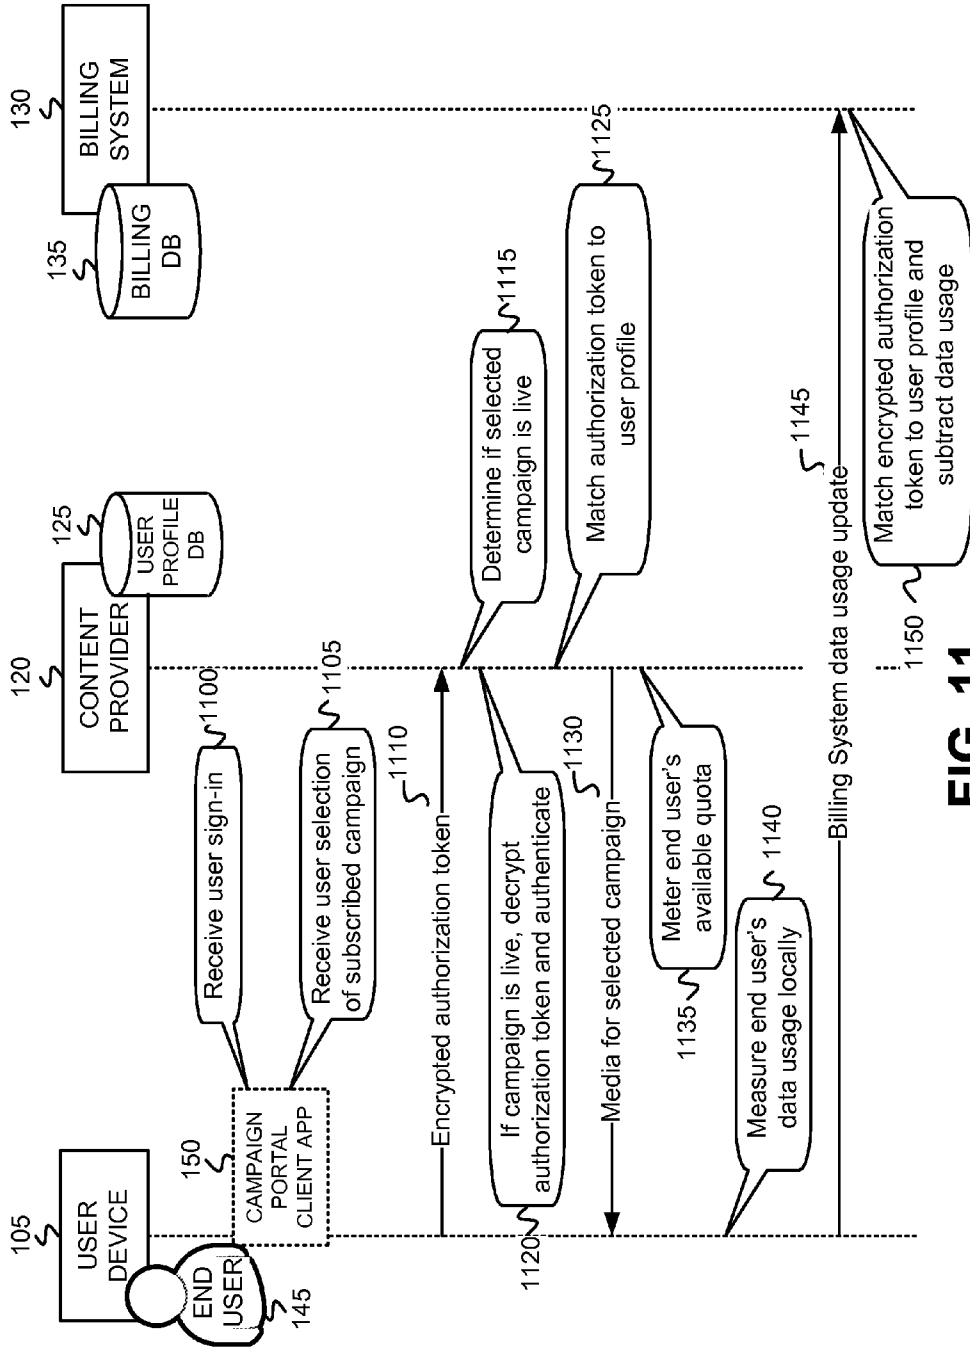 105
USER
DEVICE
END
USER
145
150
CAMPAIGN
PORTAL
CLIENT APP
120
CONTENT
PROVIDER
125
USER
PROFILE
DB
135
BILLING
DB
130
BILLING
SYSTEM
Receive user sign-in
1100
Receive user selection
of subscribed campaign
1105
1110
Encrypted authorization token
Determine if selected
campaign is live
1115
If campaign is live, decrypt
authorization token and authenticate
1120
Match authorization token to
user profile
1125
1130
Media for selected campaign
Meter end user's
available quota
1135
Measure end user's
data usage locally
1140
1145
Billing System data usage update
Match encrypted authorization
token to user profile and
subtract data usage
1150
FIG. 11